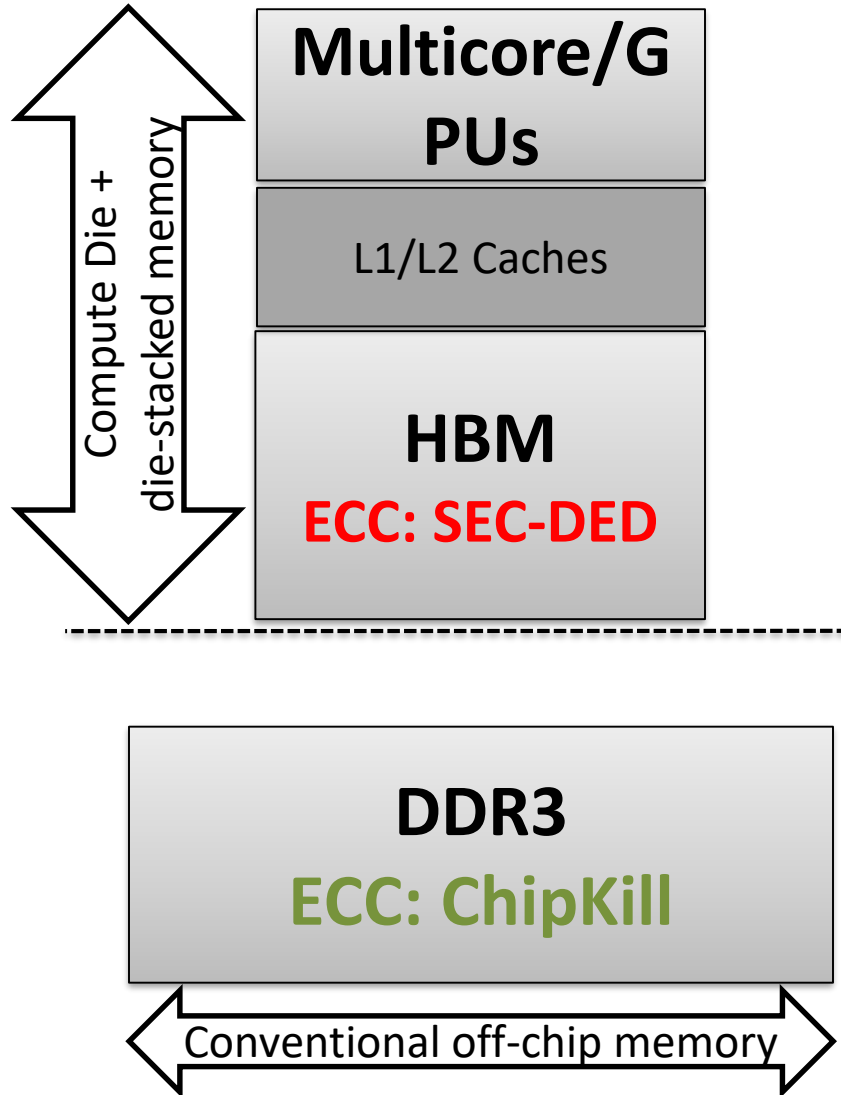 Multicore/G
PUs
Compute Die +
die-stacked memory
L1/L2 Caches
HBM
ECC: SEC-DED
DDR3
ECC: ChipKill
Conventional off-chip memory